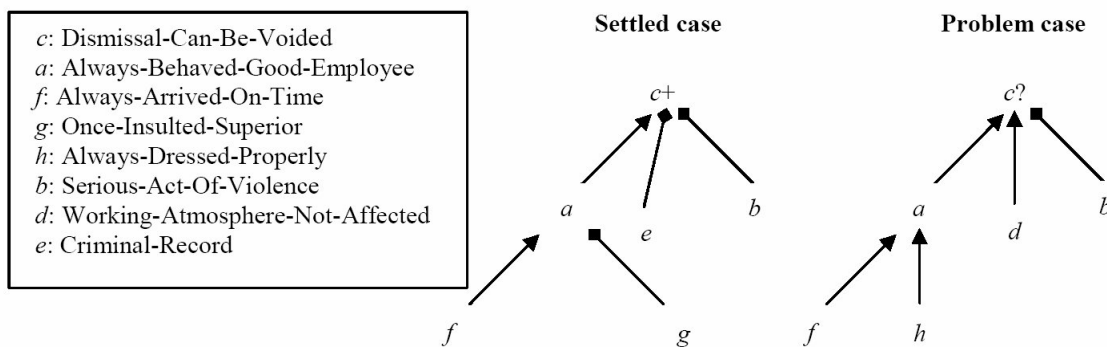 c: Dismissal-Can-Be-Voided
a: Always-Behaved-Good-Employee
f: Always-Arrived-On-Time
g: Once-Insulted-Superior
h: Always-Dressed-Properly
b: Serious-Act-Of-Violence
d: Working-Atmosphere-Not-Affected
e: Criminal-Record
Settled case
c+
a e b
f g
Problem case
c?
a d b
f h